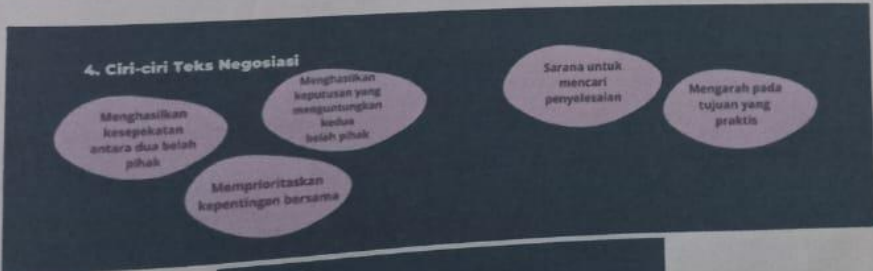 4. Ciri-ciri Teks Negosiasi
Menghasilkan
kesepakatan
antara dua belah
pihak
Menghasilkan
keputusan yang
menguntungkan
kedua
belah pihak
Memprioritaskan
kepentingan bersama
Sarana untuk
mencari
penyelesaian
Mengarah pada
tujuan yang
praktis